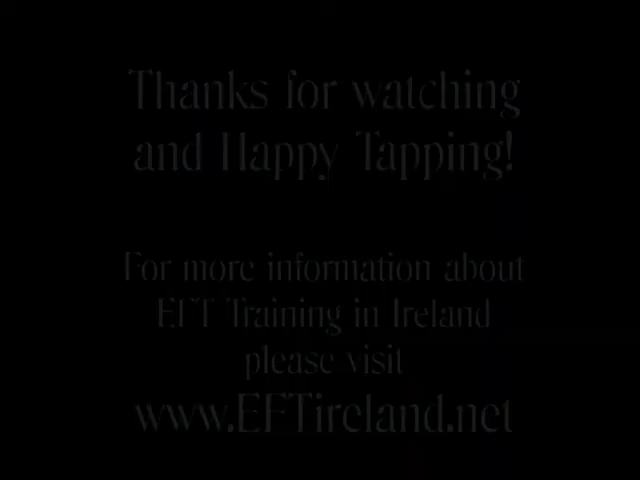 Thanks for watching
and Happy Tapping!
For more information about
EFT Training in Ireland
please visit
www.EFTireland.net